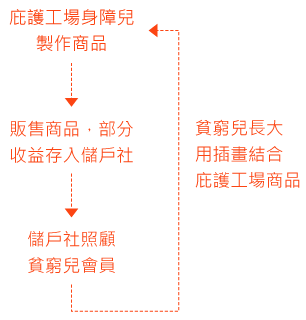 庇護工場身障兒
製作商品
販售商品，部分
收益存入儲戶社
儲戶社照顧
貧窮兒會員
貧窮兒長大
用插畫結合
庇護工場商品